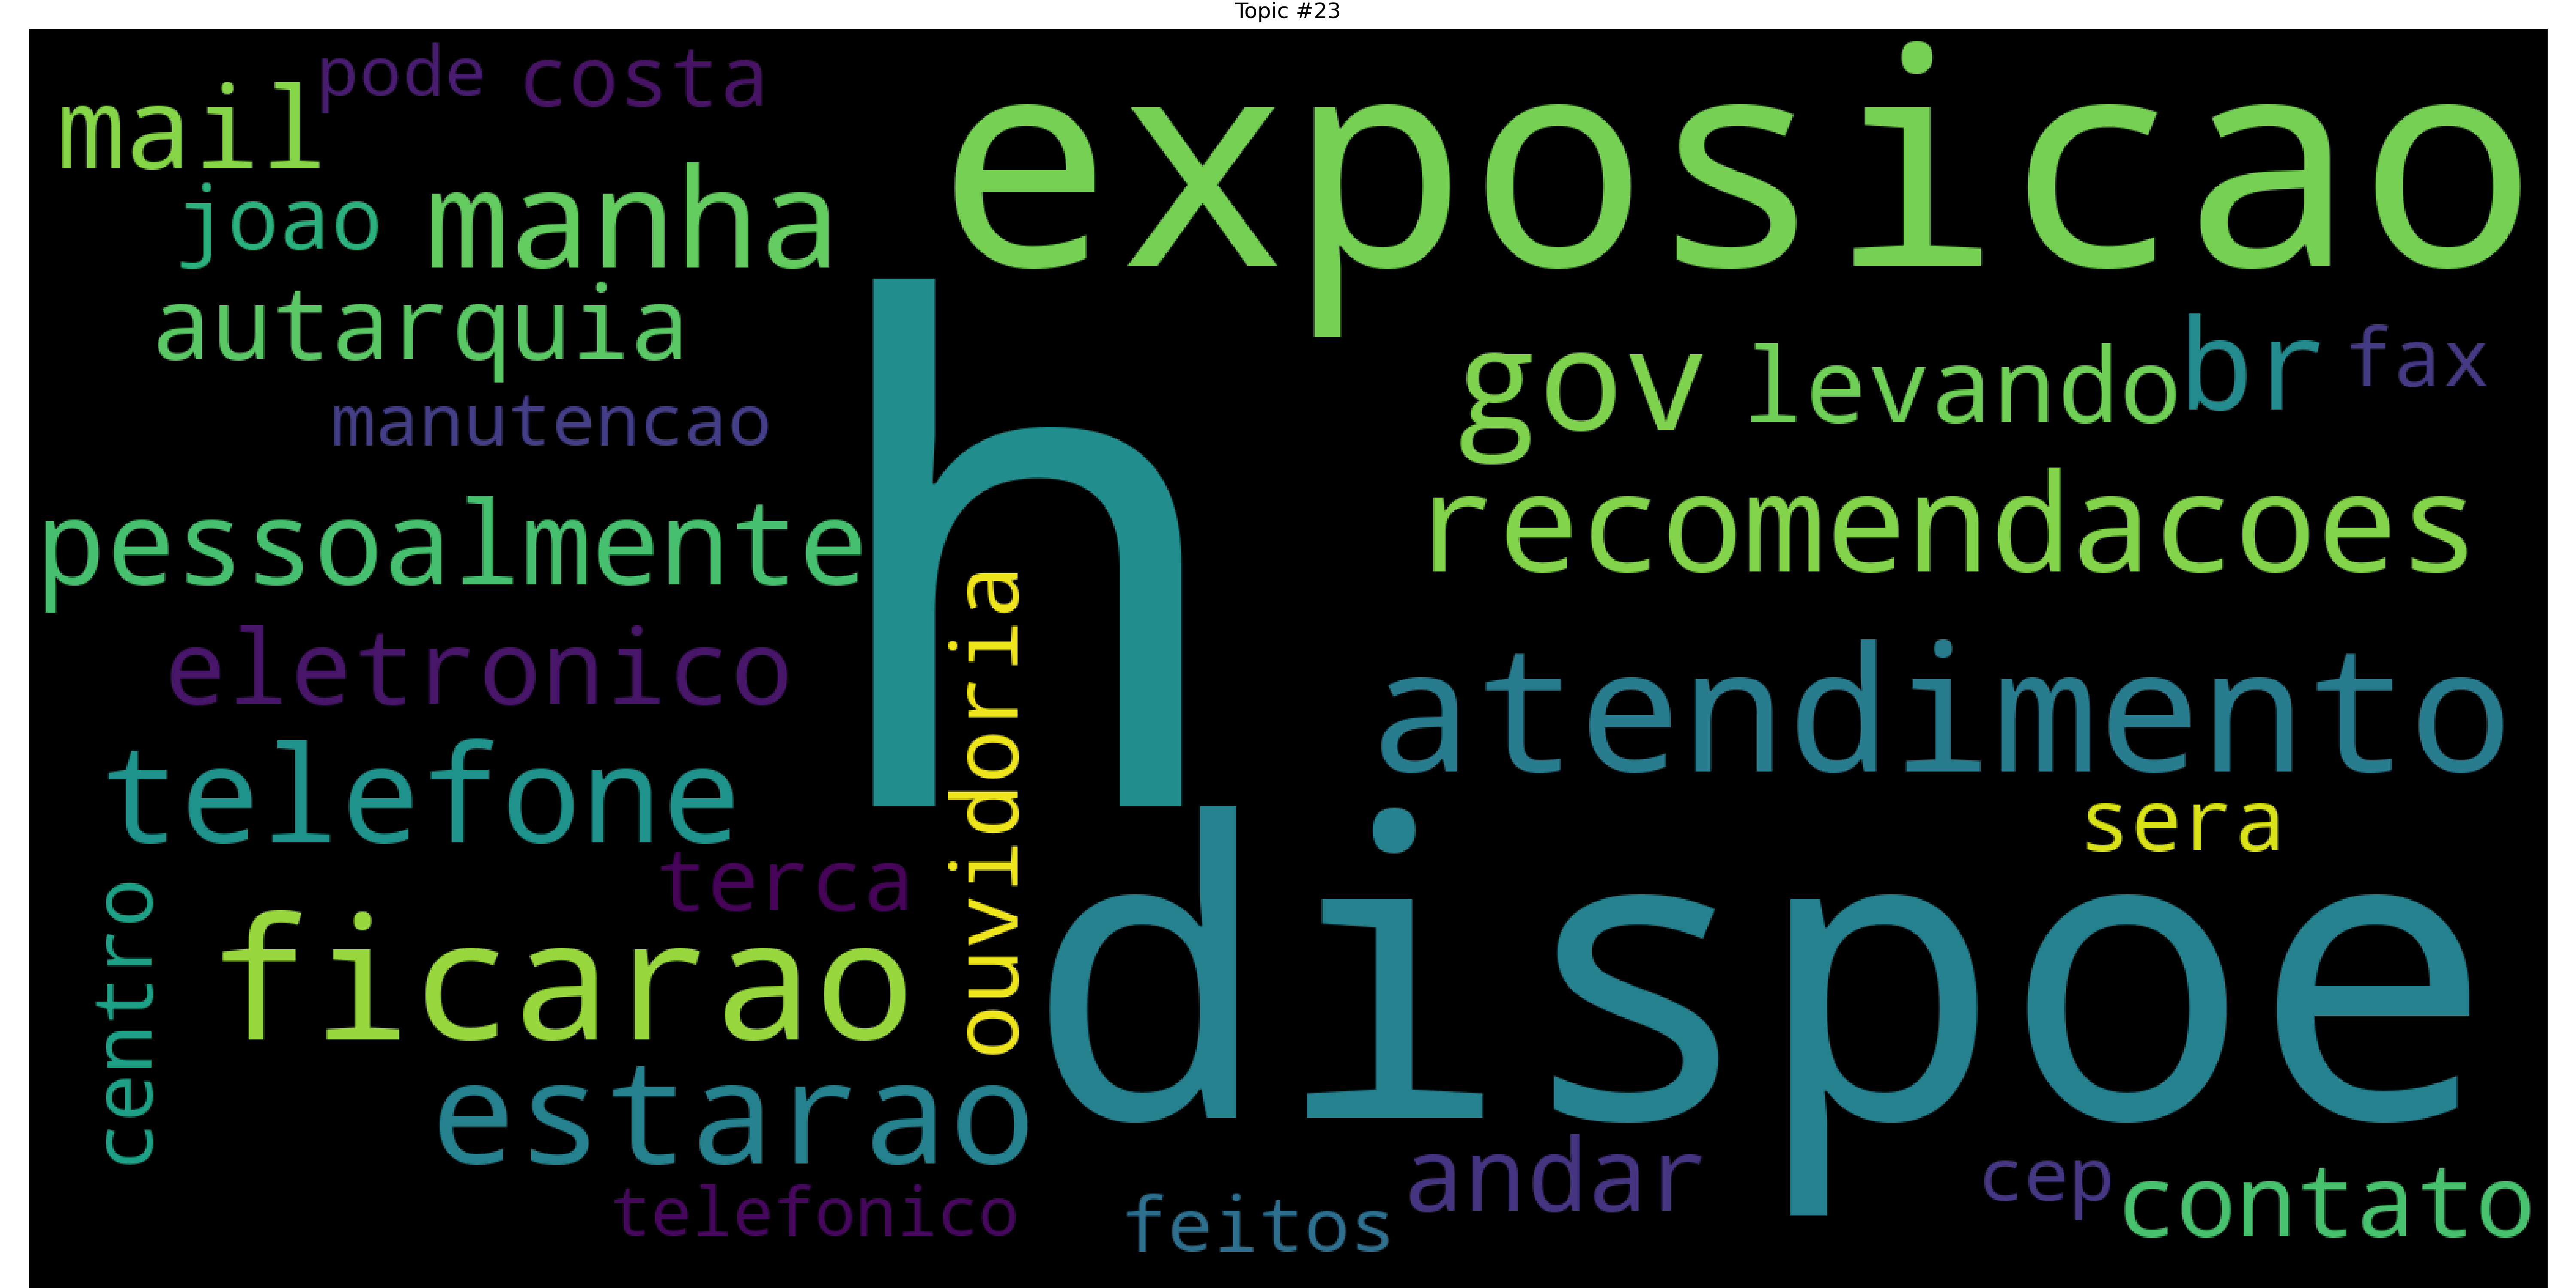 Topic #23
pode costa
mail
exposicao
joao manha
autarquia
gov levando br fax
manutencao
h
pessoalmente
recomendacoes
eletronico
ouvidoria
atendimento
telefone
sera
terca
centro
ficarao
dispoe
estarao
andar
cep
contato
telefonico
feitos